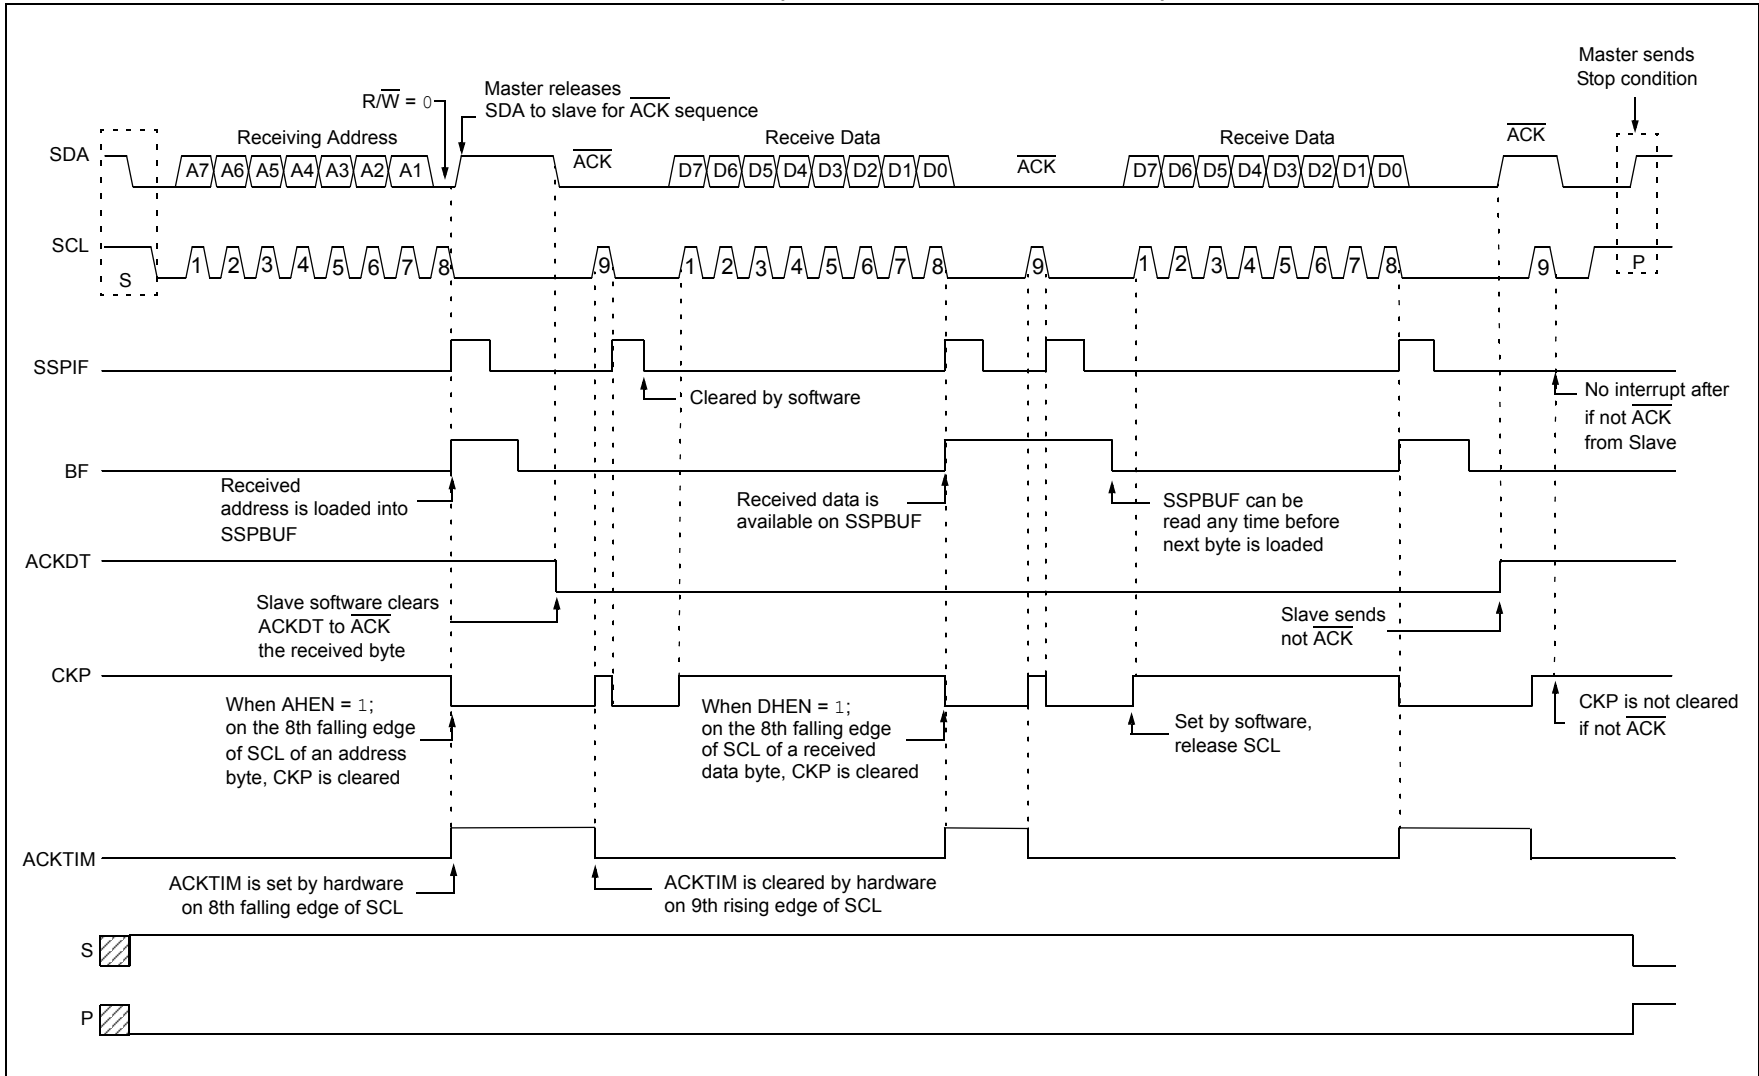 Master sends
Stop condition
R/W = 0
Master releases
SDA to slave for ACK sequence
Receiving Address
Receive Data
Receive Data
ACK
SDA
A7 A6 A5 A4 A3 A2 A1
ACK
D7 D6 D5 D4 D3 D2 D1 D0
ACK
D7 D6 D5 D4 D3 D2 D1 D0
SCL
S
1 2 3 4 5 6 7 8
9
1 2 3 4 5 6 7 8
9
1 2 3 4 5 6 7 8
9
P
SSPIF
Cleared by software
No interrupt after
if not ACK
from Slave
BF
Received
address is loaded into
SSPBUF
Received data is
available on SSPBUF
SSPBUF can be
read any time before
next byte is loaded
ACKDT
Slave software clears
ACKDT to ACK
the received byte
Slave sends
not ACK
CKP
When AHEN = 1;
on the 8th falling edge
of SCL of an address
byte, CKP is cleared
When DHEN = 1;
on the 8th falling edge
of SCL of a received
data byte, CKP is cleared
Set by software,
release SCL
CKP is not cleared
if not ACK
ACKTIM
ACKTIM is set by hardware
on 8th falling edge of SCL
ACKTIM is cleared by hardware
on 9th rising edge of SCL
S
P